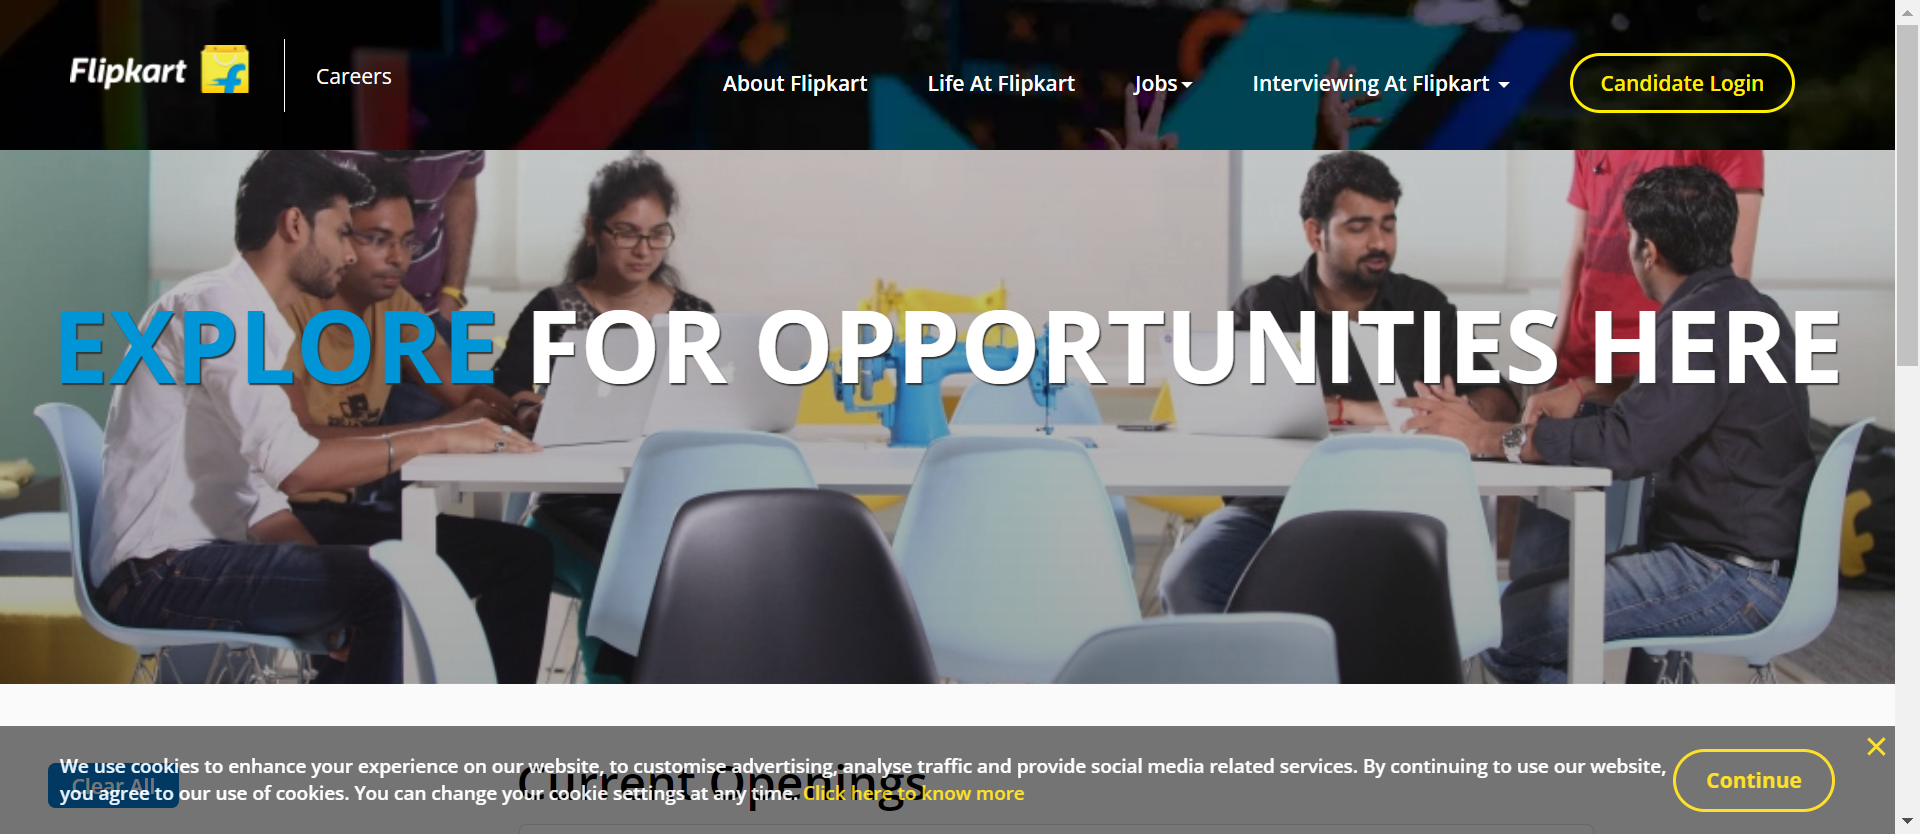 Flipkart
Careers
About Flipkart
Life At Flipkart
Jobs
Interviewing At Flipkart
Candidate Login
EXPLORE FOR OPPORTUNITIES HERE
We use cookies to enhance your experience on our website, to customise advertising, analyse traffic and provide social media related services. By continuing to use our website,
you agree to our use of cookies. You can change your cookie settings at any time. Click here to know more
Continue
Clear All
Current Openings